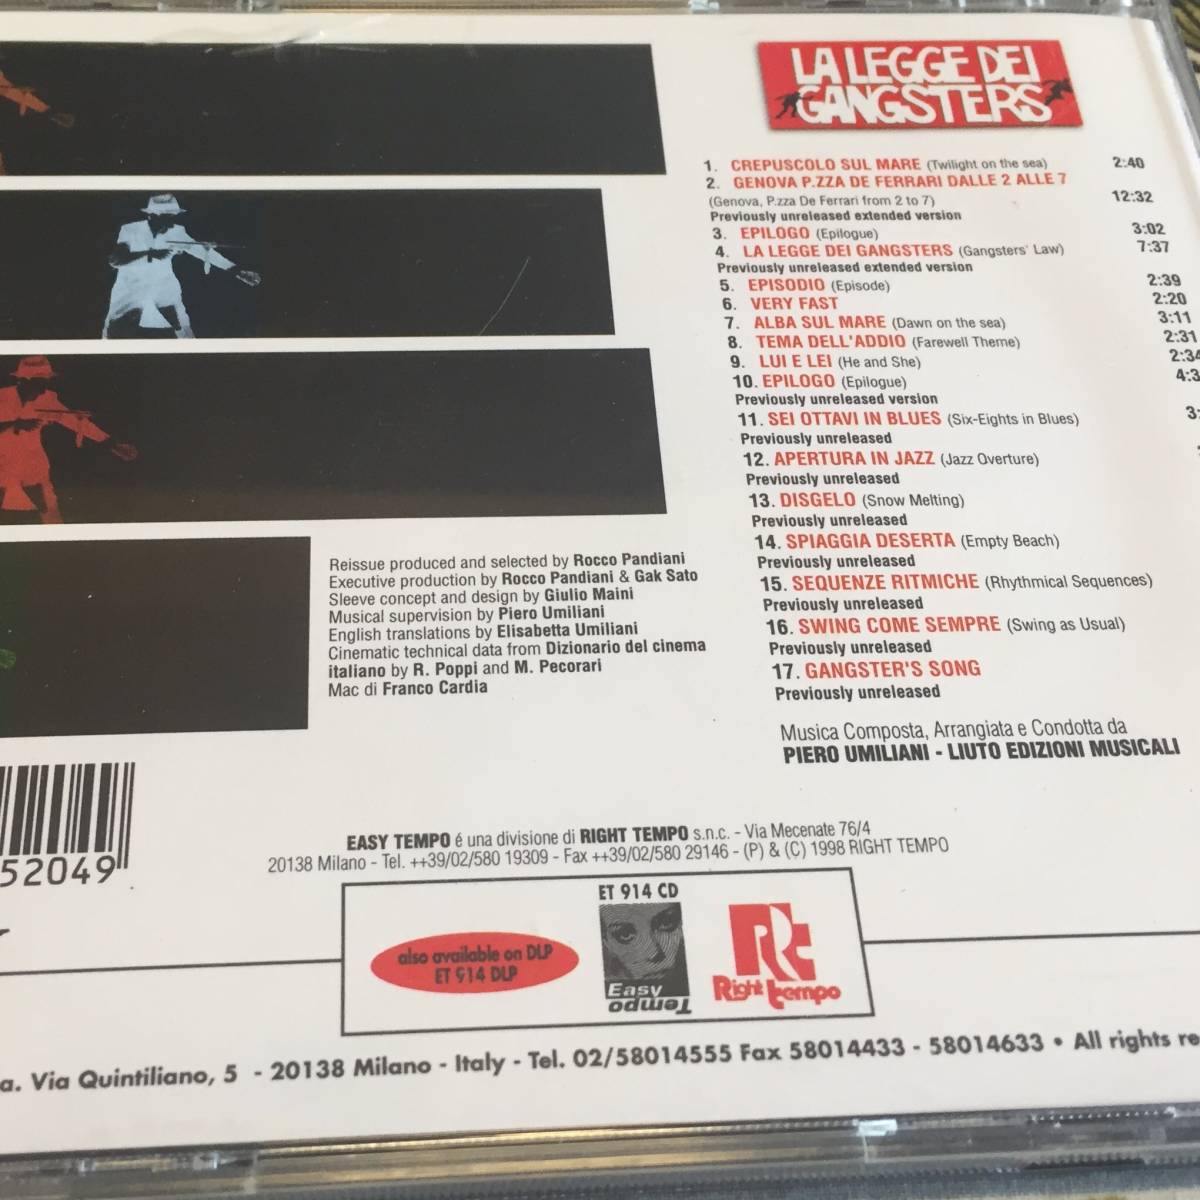 LA LEGGE DEI
GANGSTERS
1. CREPUSCOLO SUL MARE (Twilight on the sea) 2:40
2. GENOVA P.ZZA DE FERRARI DALLE 2 ALLE 7
(Genova, P.zza De Ferrari from 2 to 7) 12:32
Previously unreleased extended version
3. EPILOGO (Epilogue) 3:02
4. LA LEGGE DEI GANGSTERS (Gangsters' Law) 7:37
Previously unreleased extended version
5. EPISODIO (Episode) 2:39
6. VERY FAST 2:20
7. ALBA SUL MARE (Dawn on the sea) 3:11
8. TEMA DELL'ADDIO (Farewell Theme) 2:31
9. LUI E LEI (He and She) 2:34
10. EPILOGO (Epilogue) 4:3
Previously unreleased version
11. SEI OTTAVI IN BLUES (Six-Eights in Blues) 3:
Previously unreleased
12. APERTURA IN JAZZ (Jazz Overture)
Previously unreleased
13. DISGELO (Snow Melting)
Previously unreleased
14. SPIAGGIA DESERTA (Empty Beach)
Previously unreleased
15. SEQUENZE RITMICHE (Rhythmical Sequences)
Previously unreleased
16. SWING COME SEMPRE (Swing as Usual)
Previously unreleased
17. GANGSTER'S SONG
Previously unreleased
Musica Composta, Arrangiata e Condotta da
PIERO UMILIANI - LIUTO EDIZIONI MUSICALI
Reissue produced and selected by Rocco Pandiani
Executive production by Rocco Pandiani & Gak Sato
Sleeve concept and design by Giulio Maini
Musical supervision by Piero Umiliani
English translations by Elisabetta Umiliani
Cinematic technical data from Dizionario del cinema
italiano by R. Poppi and M. Pecorari
Mac di Franco Cardia
52049
EASY TEMPO é una divisione di RIGHT TEMPO s.n.c. - Via Mecenate 76/4
20138 Milano - Tel. ++39/02/580 19309 - Fax ++39/02/580 29146 - (P) & (C) 1998 RIGHT TEMPO
also available on DLP
ET 914 DLP
ET 914 CD
Easy
Tempo
Right tempo
a. Via Quintiliano, 5 - 20138 Milano - Italy - Tel. 02/58014555 Fax 58014433 - 58014633 • All rights re